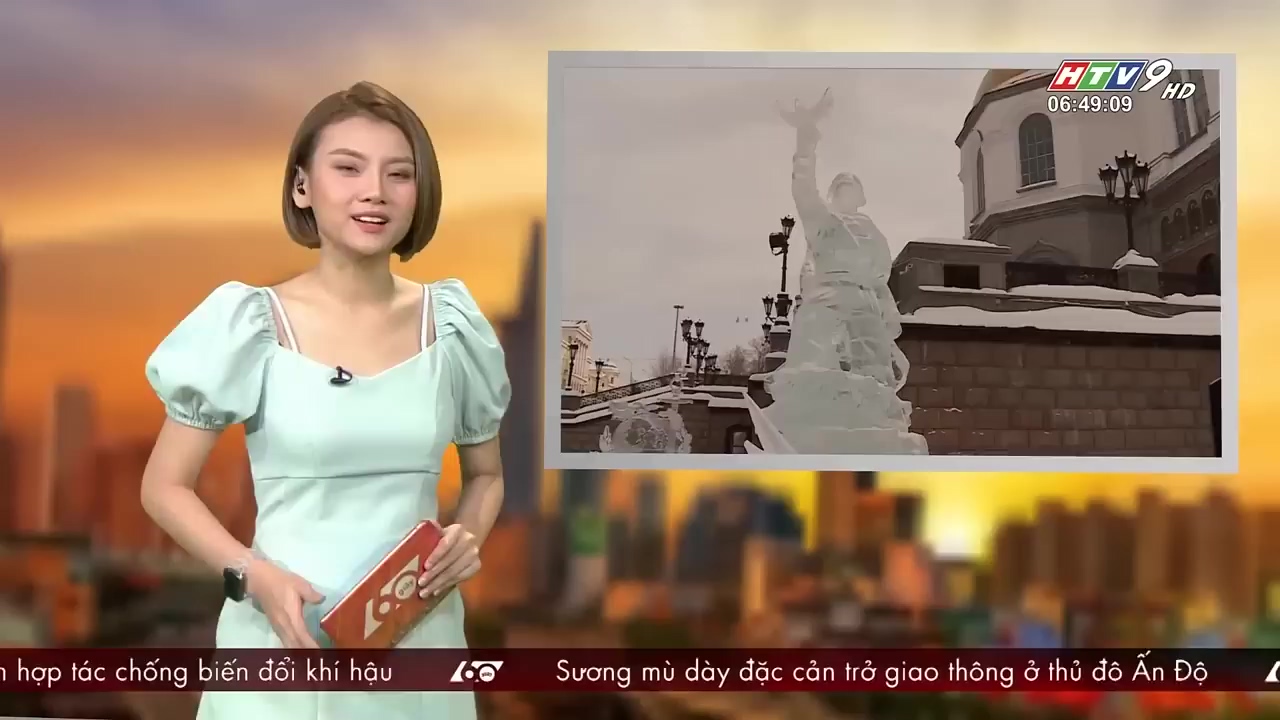 HTV9
HD
06:49:09
hợp tác chống biến đổi khí hậu
60
Sương mù dày đặc cản trở giao thông ở thủ đô Ấn Độ